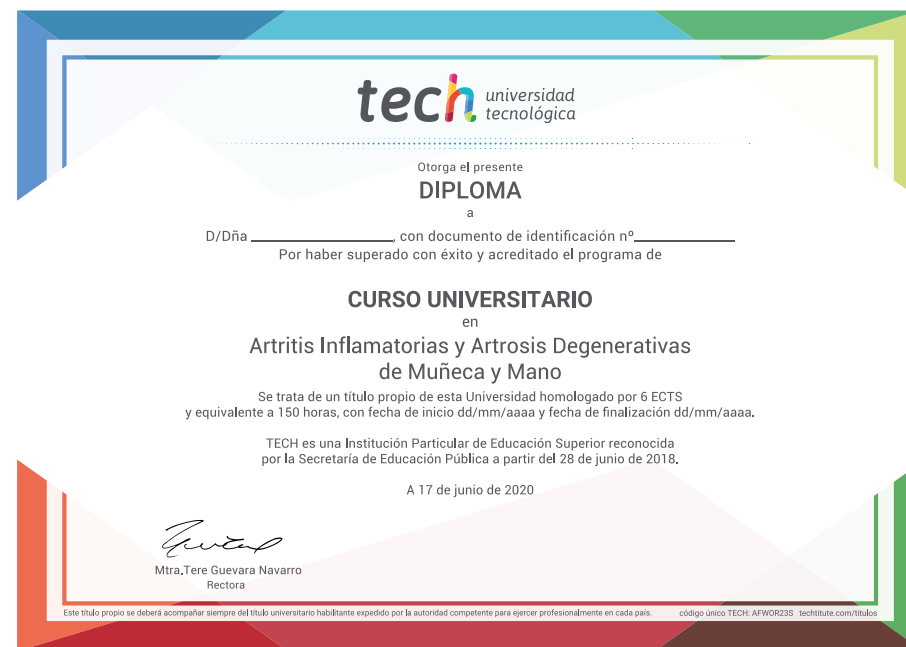 tech universidad
tecnológica
Otorga el presente
DIPLOMA
a
D/Dña , con documento de identificación nº
Por haber superado con éxito y acreditado el programa de
CURSO UNIVERSITARIO
en
Artritis Inflamatorias y Artrosis Degenerativas
de Muñeca y Mano
Se trata de un título propio de esta Universidad homologado por 6 ECTS
y equivalente a 150 horas, con fecha de inicio dd/mm/aaaa y fecha de finalización dd/mm/aaaa.
TECH es una Institución Particular de Educación Superior reconocida
por la Secretaría de Educación Pública a partir del 28 de junio de 2018.
A 17 de junio de 2020
Mtra.Tere Guevara Navarro
Rectora
Este título propio se deberá acompañar siempre del título universitario habilitante expedido por la autoridad competente para ejercer profesionalmente en cada país. código único TECH: AFWOR23S techtitute.com/titulos